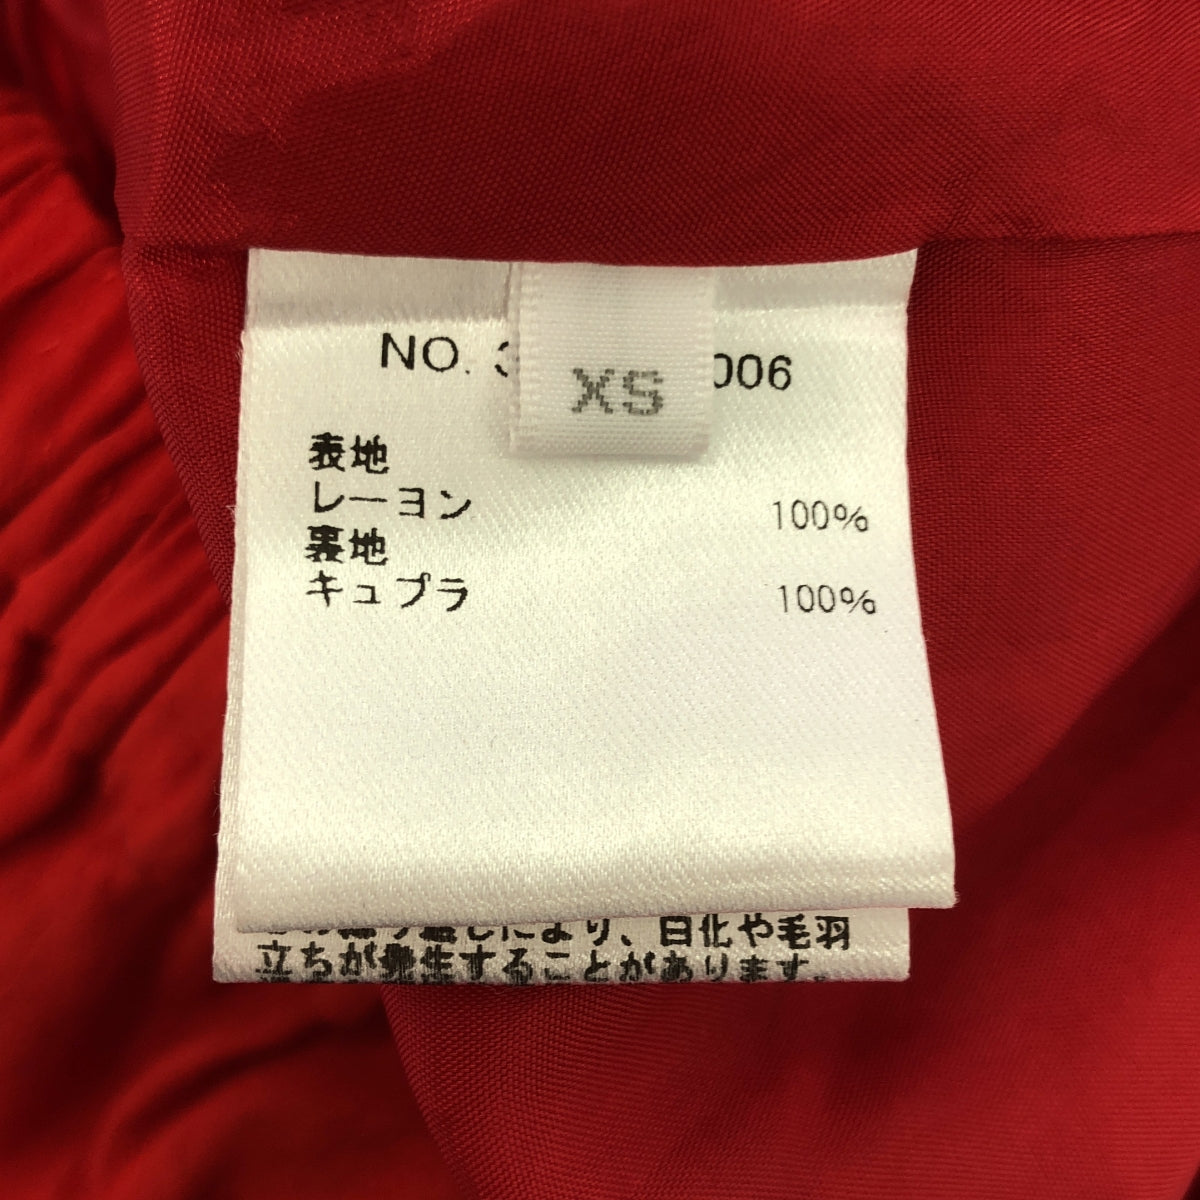 NO. 006
XS
表地
レーヨン 100%
裏地
キュプラ 100%
により、白化や毛羽
立ちが発生することがあります。